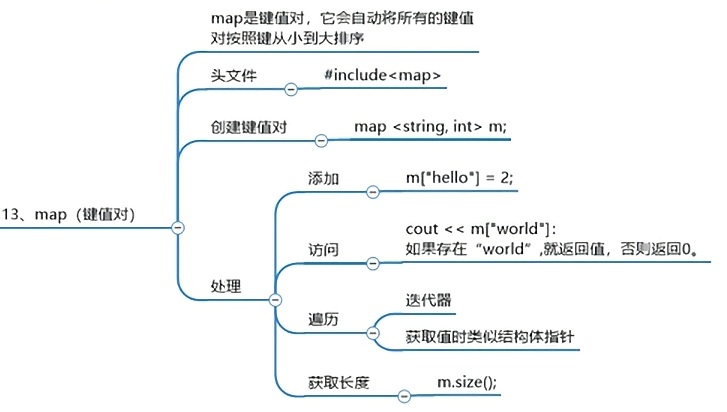 map是键值对，它会自动将所有的键值
对按照键从小到大排序
头文件
#include<map>
创建键值对
map <string, int> m;
添加
m["hello"] = 2;
13、map（键值对）
cout << m["world"]：
访问
如果存在“world”,就返回值，否则返回0。
处理
迭代器
遍历
获取值时类似结构体指针
获取长度
m.size();